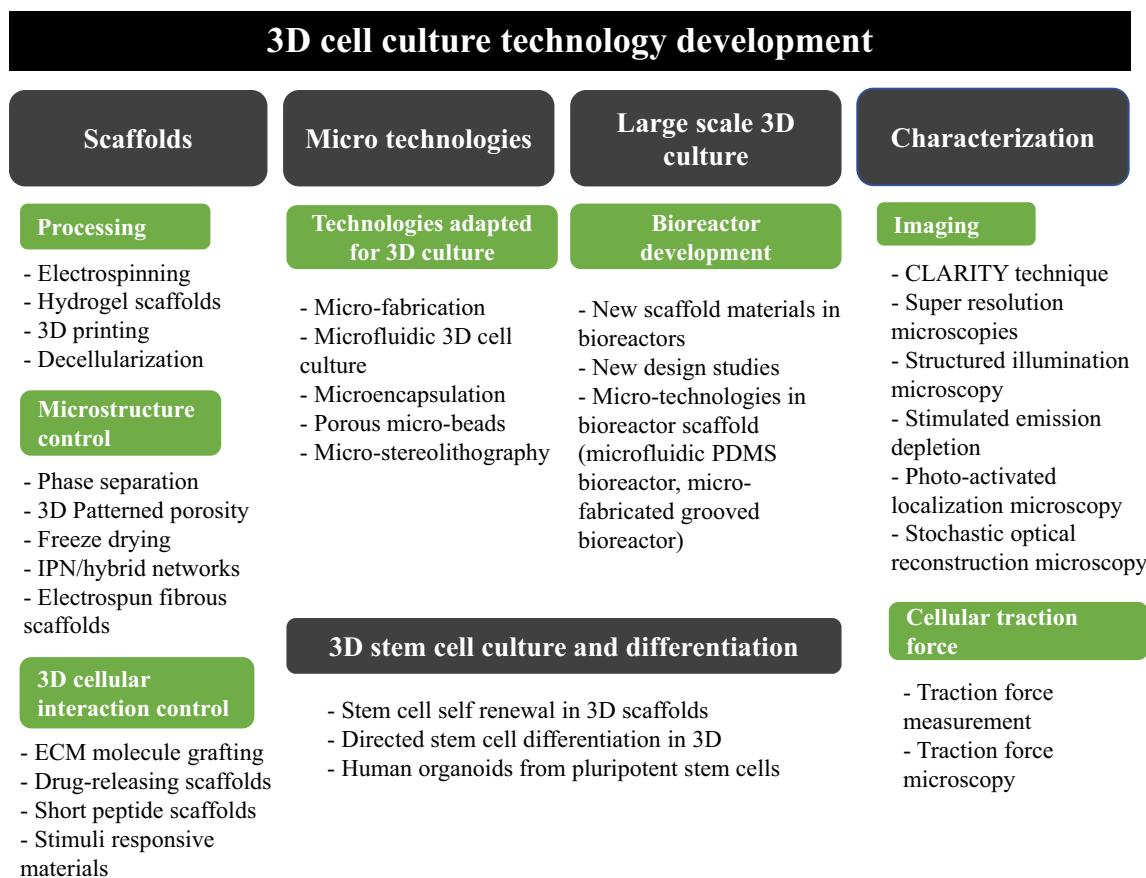 3D cell culture technology development
Scaffolds
Processing
- Electrospinning
- Hydrogel scaffolds
- 3D printing
- Decellularization
Microstructure
control
- Phase separation
- 3D Patterned porosity
- Freeze drying
- IPN/hybrid networks
- Electrospun fibrous
scaffolds
3D cellular
interaction control
- ECM molecule grafting
- Drug-releasing scaffolds
- Short peptide scaffolds
- Stimuli responsive
materials
Micro technologies
Technologies adapted
for 3D culture
- Micro-fabrication
- Microfluidic 3D cell
culture
- Microencapsulation
- Porous micro-beads
- Micro-stereolithography
Large scale 3D
culture
Bioreactor
development
- New scaffold materials in
bioreactors
- New design studies
- Micro-technologies in
bioreactor scaffold
(microfluidic PDMS
bioreactor, micro-
fabricated grooved
bioreactor)
3D stem cell culture and differentiation
- Stem cell self renewal in 3D scaffolds
- Directed stem cell differentiation in 3D
- Human organoids from pluripotent stem cells
Characterization
Imaging
- CLARITY technique
- Super resolution
microscopies
- Structured illumination
microscopy
- Stimulated emission
depletion
- Photo-activated
localization microscopy
- Stochastic optical
reconstruction microscopy
Cellular traction
force
- Traction force
measurement
- Traction force
microscopy